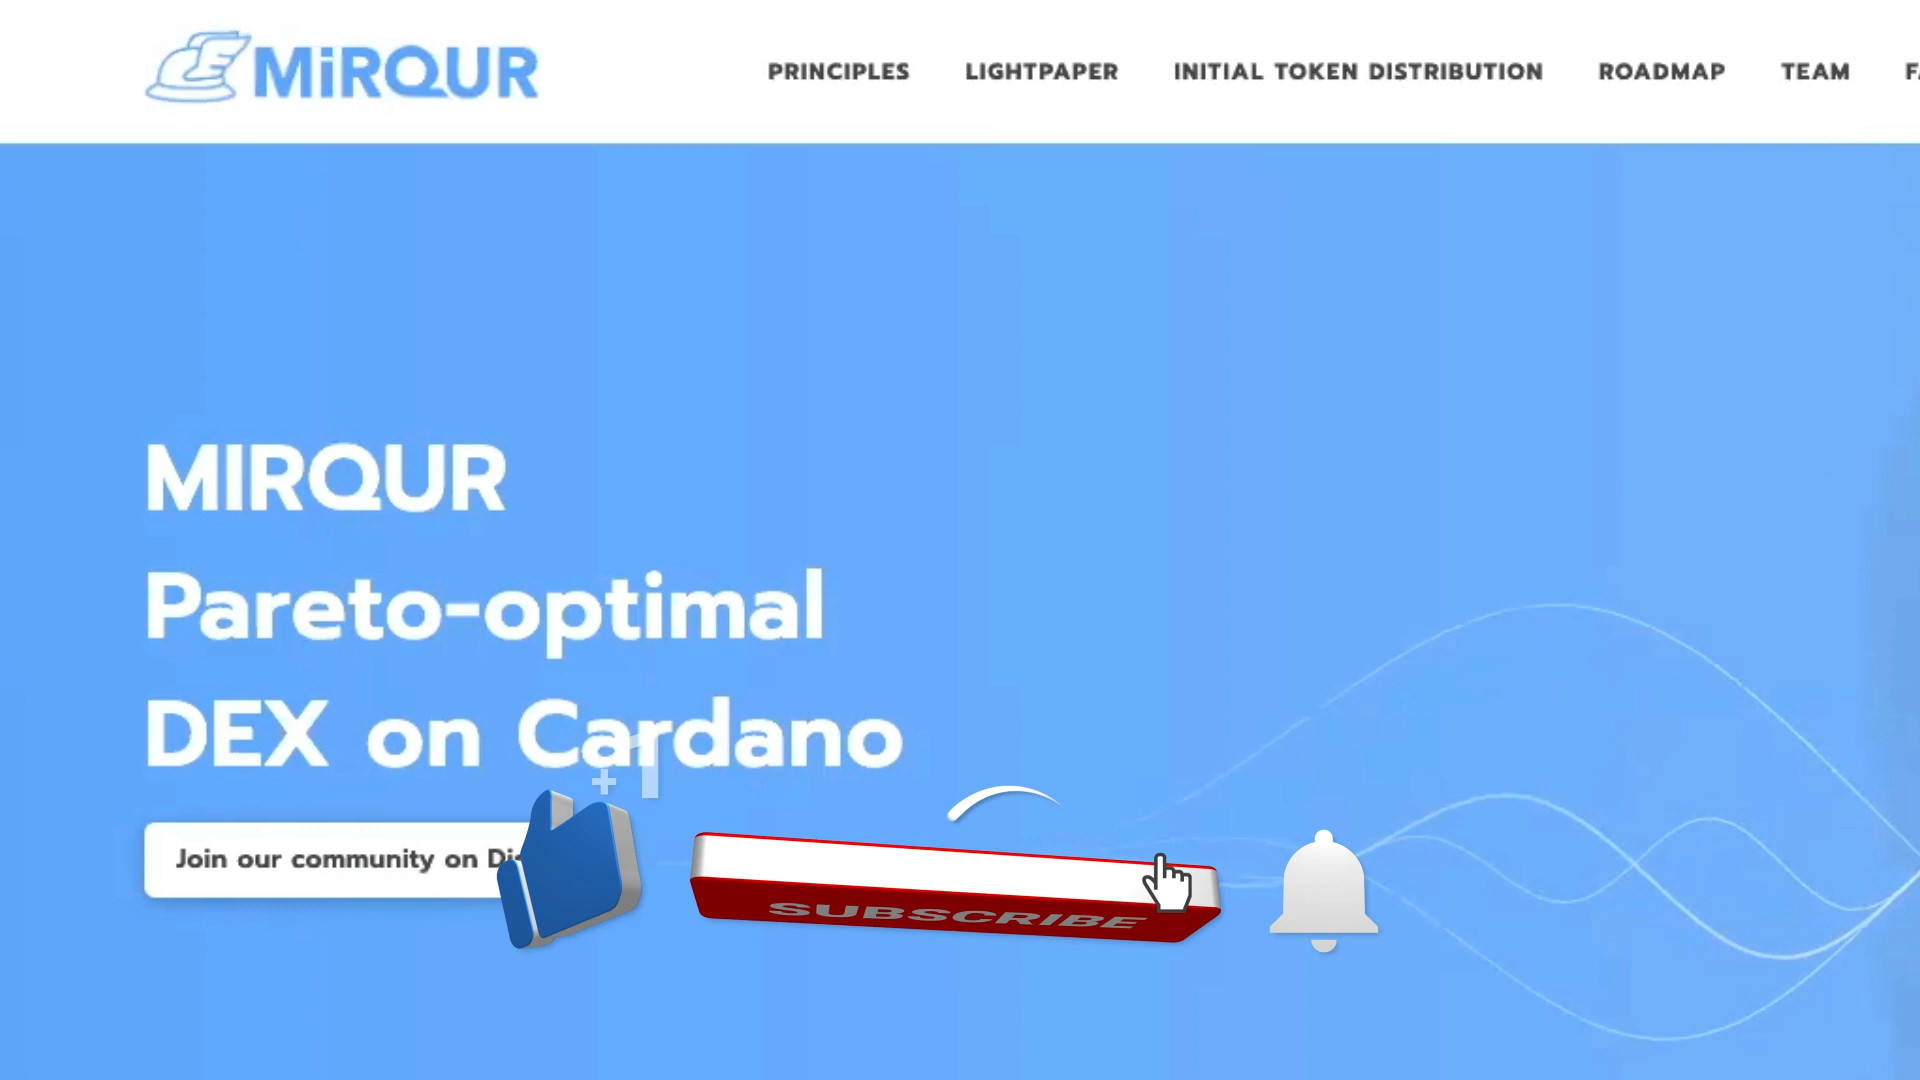 MiRQUR
PRINCIPLES LIGHTPAPER INITIAL TOKEN DISTRIBUTION ROADMAP TEAM
MIRQUR
Pareto-optimal
DEX on Cardano
+1
Join our community on
SUBSCRIBE